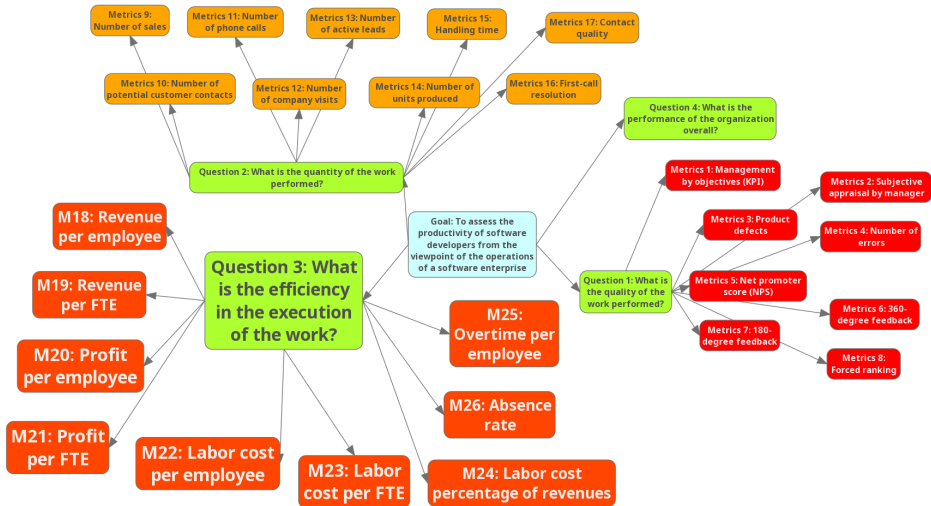 Metrics 9:
Number of sales
Metrics 11: Number
of phone calls
Metrics 13: Number
of active leads
Metrics 15:
Handling time
Metrics 17: Contact
quality
Metrics 10: Number of
potential customer contacts
Metrics 12: Number
of company visits
Metrics 14: Number of
units produced
Metrics 16: First-call
resolution
Question 4: What is the
performance of the organization
overall?
Question 2: What is the quantity of the work
performed?
Metrics 1: Management
by objectives (KPI)
Metrics 2: Subjective
appraisal by manager
M18: Revenue
per employee
Goal: To assess the
productivity of software
developers from the
viewpoint of the operations
of a software enterprise
Metrics 3: Product
defects
Metrics 4: Number of
errors
Question 3: What
is the efficiency
in the execution
of the work?
M19: Revenue
per FTE
Question 1: What is
the quality of the
work performed?
Metrics 5: Net promoter
score (NPS)
Metrics 6: 360-
degree feedback
M25:
Overtime per
employee
Metrics 7: 180-
degree feedback
M20: Profit
per employee
Metrics 8:
Forced ranking
M26: Absence
rate
M21: Profit
per FTE
M22: Labor cost
per employee
M23: Labor
cost per FTE
M24: Labor cost
percentage of revenues